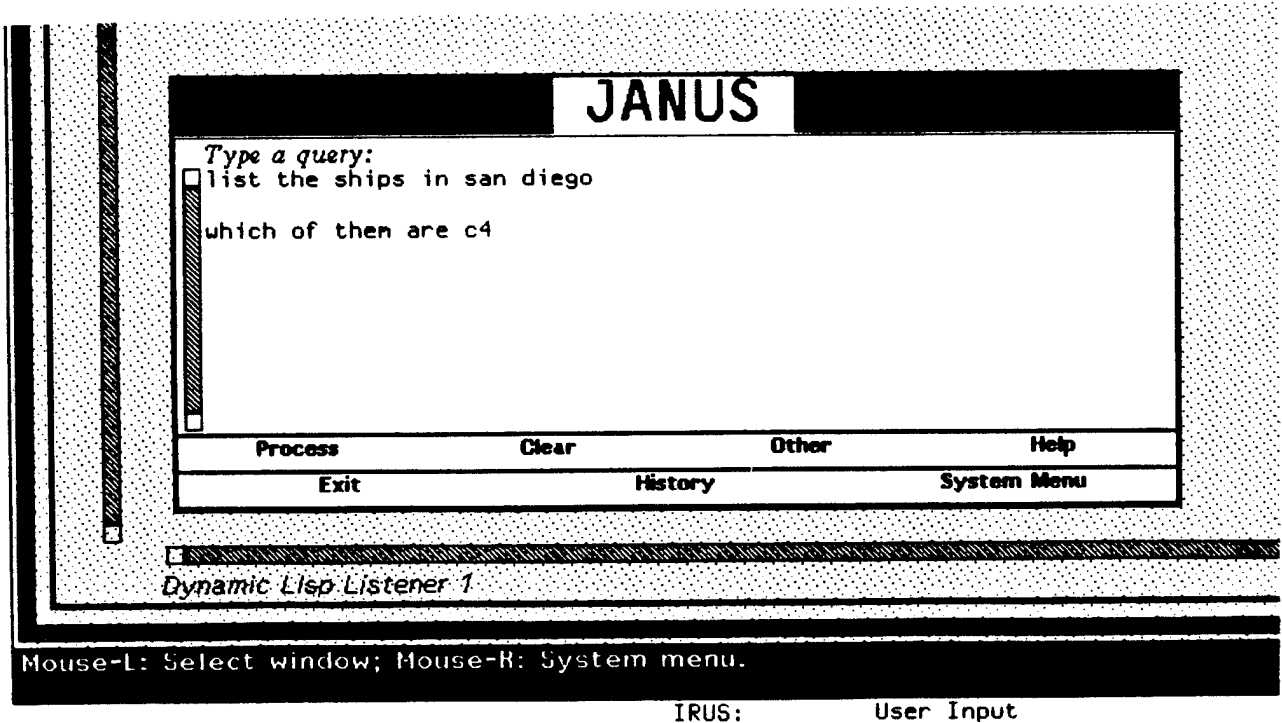 JANUS
Type a query:
list the ships in san diego
which of them are c4
Process Clear Other Help
Exit History System Menu
Dynamic Lisp Listener 1
Mouse-L: Select window; Mouse-R: System menu.
IRUS: User Input